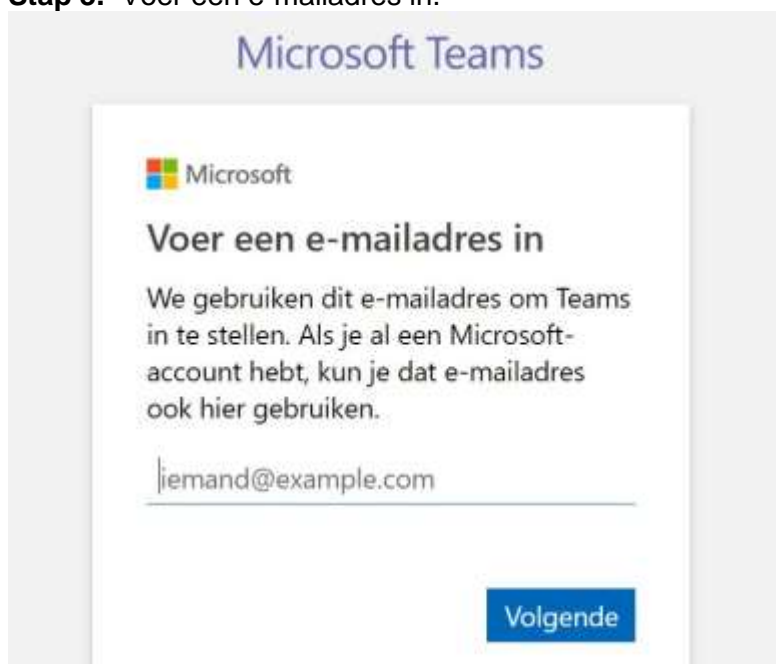 Stap 3. Voer een e-mailadres in.
Microsoft Teams
Microsoft
Voer een e-mailadres in
We gebruiken dit e-mailadres om Teams
in te stellen. Als je al een Microsoft-
account hebt, kun je dat e-mailadres
ook hier gebruiken.
iemand@example.com
Volgende